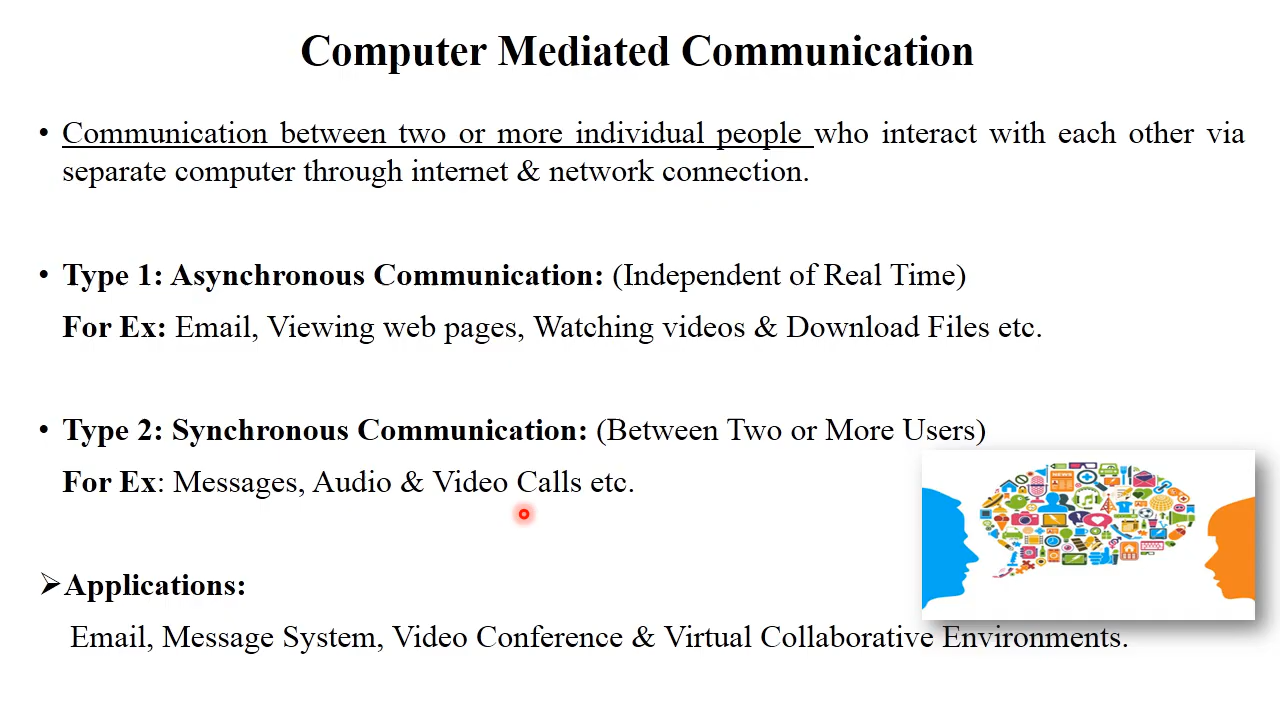 Computer Mediated Communication
• Communication between two or more individual people who interact with each other via
separate computer through internet & network connection.
• Type 1: Asynchronous Communication: (Independent of Real Time)
For Ex: Email, Viewing web pages, Watching videos & Download Files etc.
• Type 2: Synchronous Communication: (Between Two or More Users)
For Ex: Messages, Audio & Video Calls etc.
➢Applications:
Email, Message System, Video Conference & Virtual Collaborative Environments.